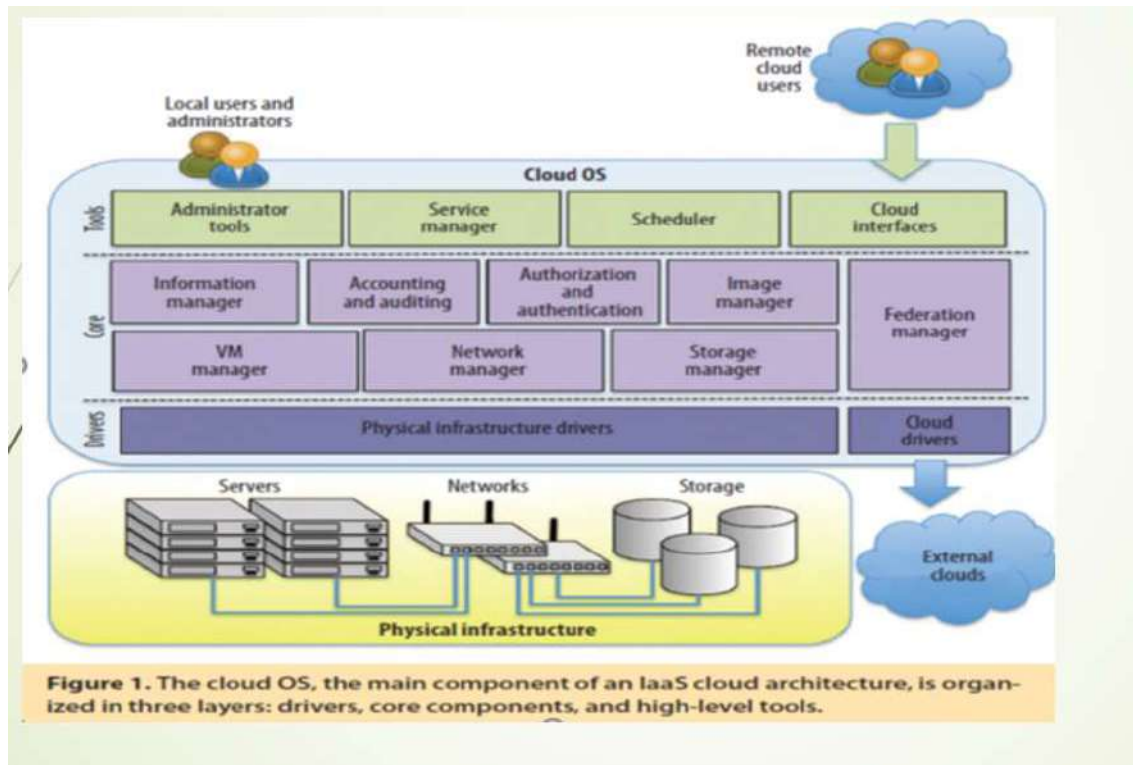 Remote
cloud
users
Local users and
administrators
Cloud OS
Tools
Administrator
tools
Service
manager
Scheduler
Cloud
interfaces
Core
Information
manager
Accounting
and auditing
Authorization
and
authentication
Image
manager
Federation
manager
VM
manager
Network
manager
Storage
manager
Drivers
Physical infrastructure drivers
Cloud
drivers
Servers
Networks
Storage
External
clouds
Physical infrastructure
Figure 1. The cloud OS, the main component of an IaaS cloud architecture, is organ-
ized in three layers: drivers, core components, and high-level tools.